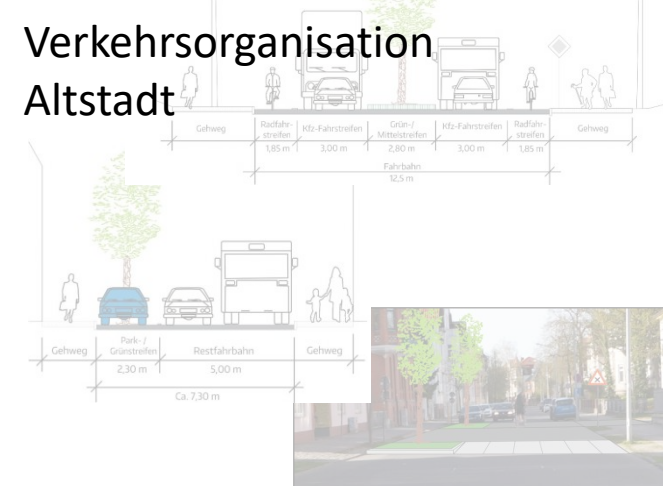 Verkehrsorganisation
Altstadt
Gehweg
Radfahr-
streifen
Kfz-Fahrstreifen
Grün-/
Mittelstreifen
Kfz-Fahrstreifen
Radfahr-
streifen
Gehweg
1,85 m
3,00 m
2,80 m
3,00 m
1,85 m
Fahrbahn
12,5 m
Gehweg
Park- /
Grünstreifen
Restfahrbahn
Gehweg
2,30 m
5,00 m
Ca. 7,30 m